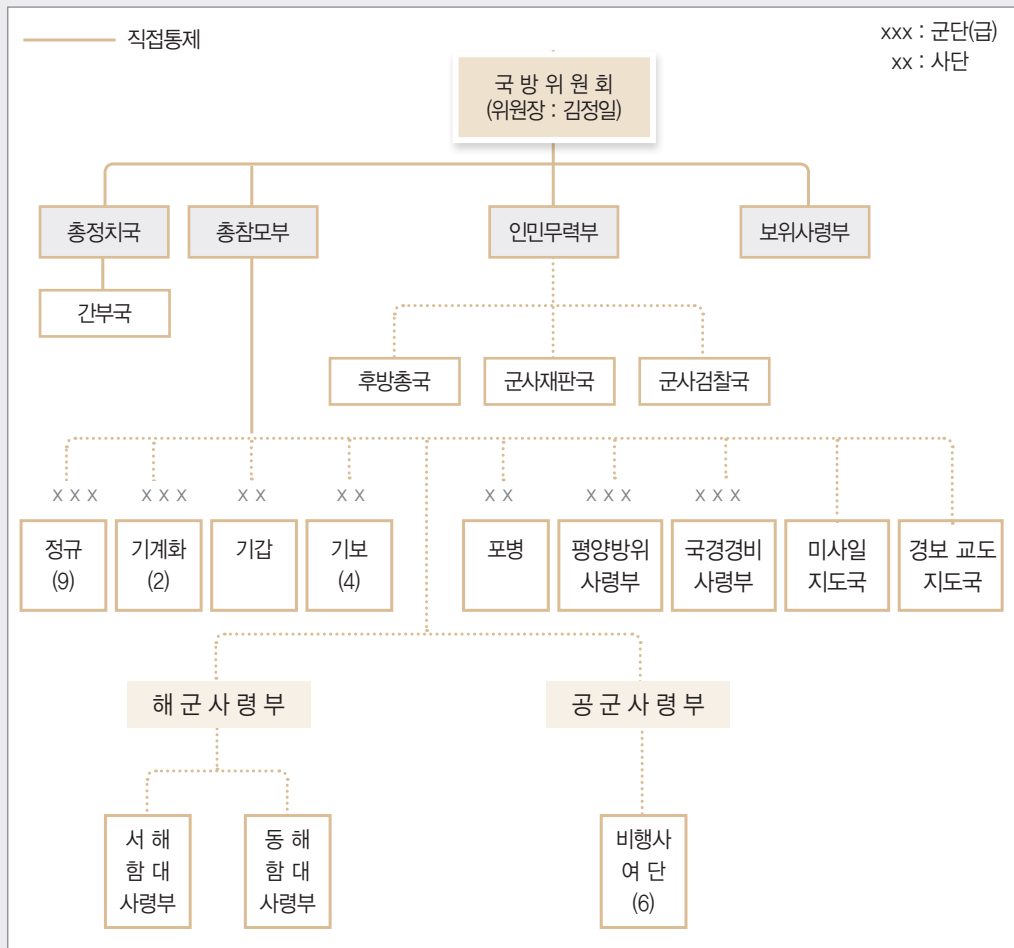 직접통제
xxx : 군단(급)
xx : 사단
국 방 위 원 회
(위원장 : 김정일)
총정치국
총참모부
인민무력부
보위사령부
간부국
후방총국
군사재판국
군사검찰국
x x x
x x x
x x
x x
x x
x x x
x x x
정규
(9)
기계화
(2)
기갑
기보
(4)
포병
평양방위
사령부
국경경비
사령부
미사일
지도국
경보 교도
지도국
해 군 사 령 부
공 군 사 령 부
서 해
함 대
사령부
동 해
함 대
사령부
비행사
여 단
(6)